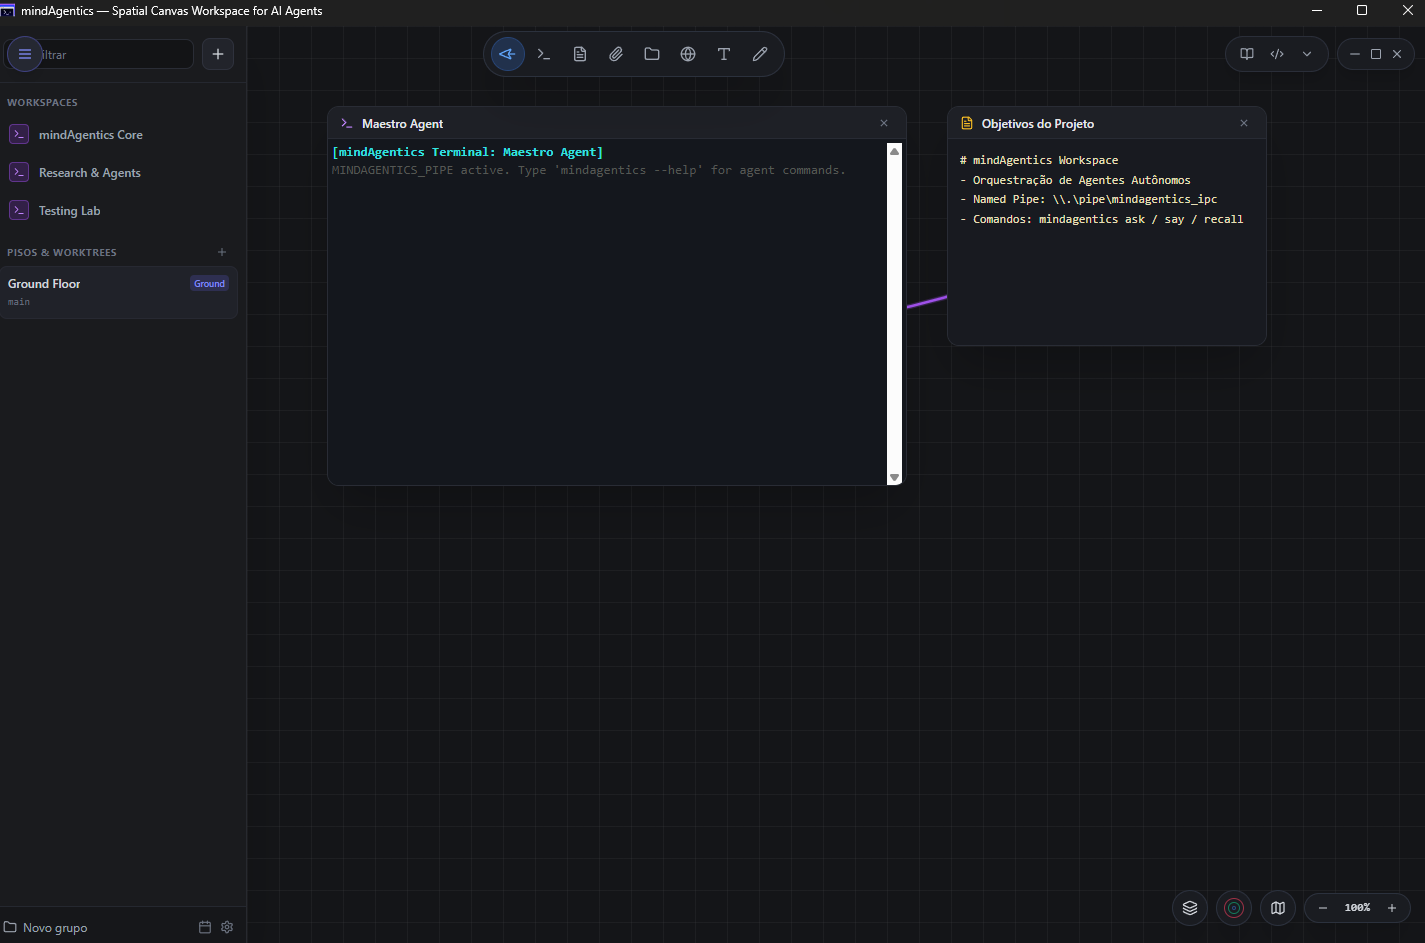 mindAgentics — Spatial Canvas Workspace for AI Agents
iltrar
WORKSPACES
mindAgentics Core
Research & Agents
Testing Lab
PISOS & WORKTREES
Ground Floor
Ground
main
Novo grupo
Maestro Agent
[mindAgentics Terminal: Maestro Agent]
MINDAGENTICS_PIPE active. Type 'mindagentics --help' for agent commands.
Objetivos do Projeto
# mindAgentics Workspace
- Orquestração de Agentes Autônomos
- Named Pipe: \\.\pipe\mindagentics_ipc
- Comandos: mindagentics ask / say / recall
100%